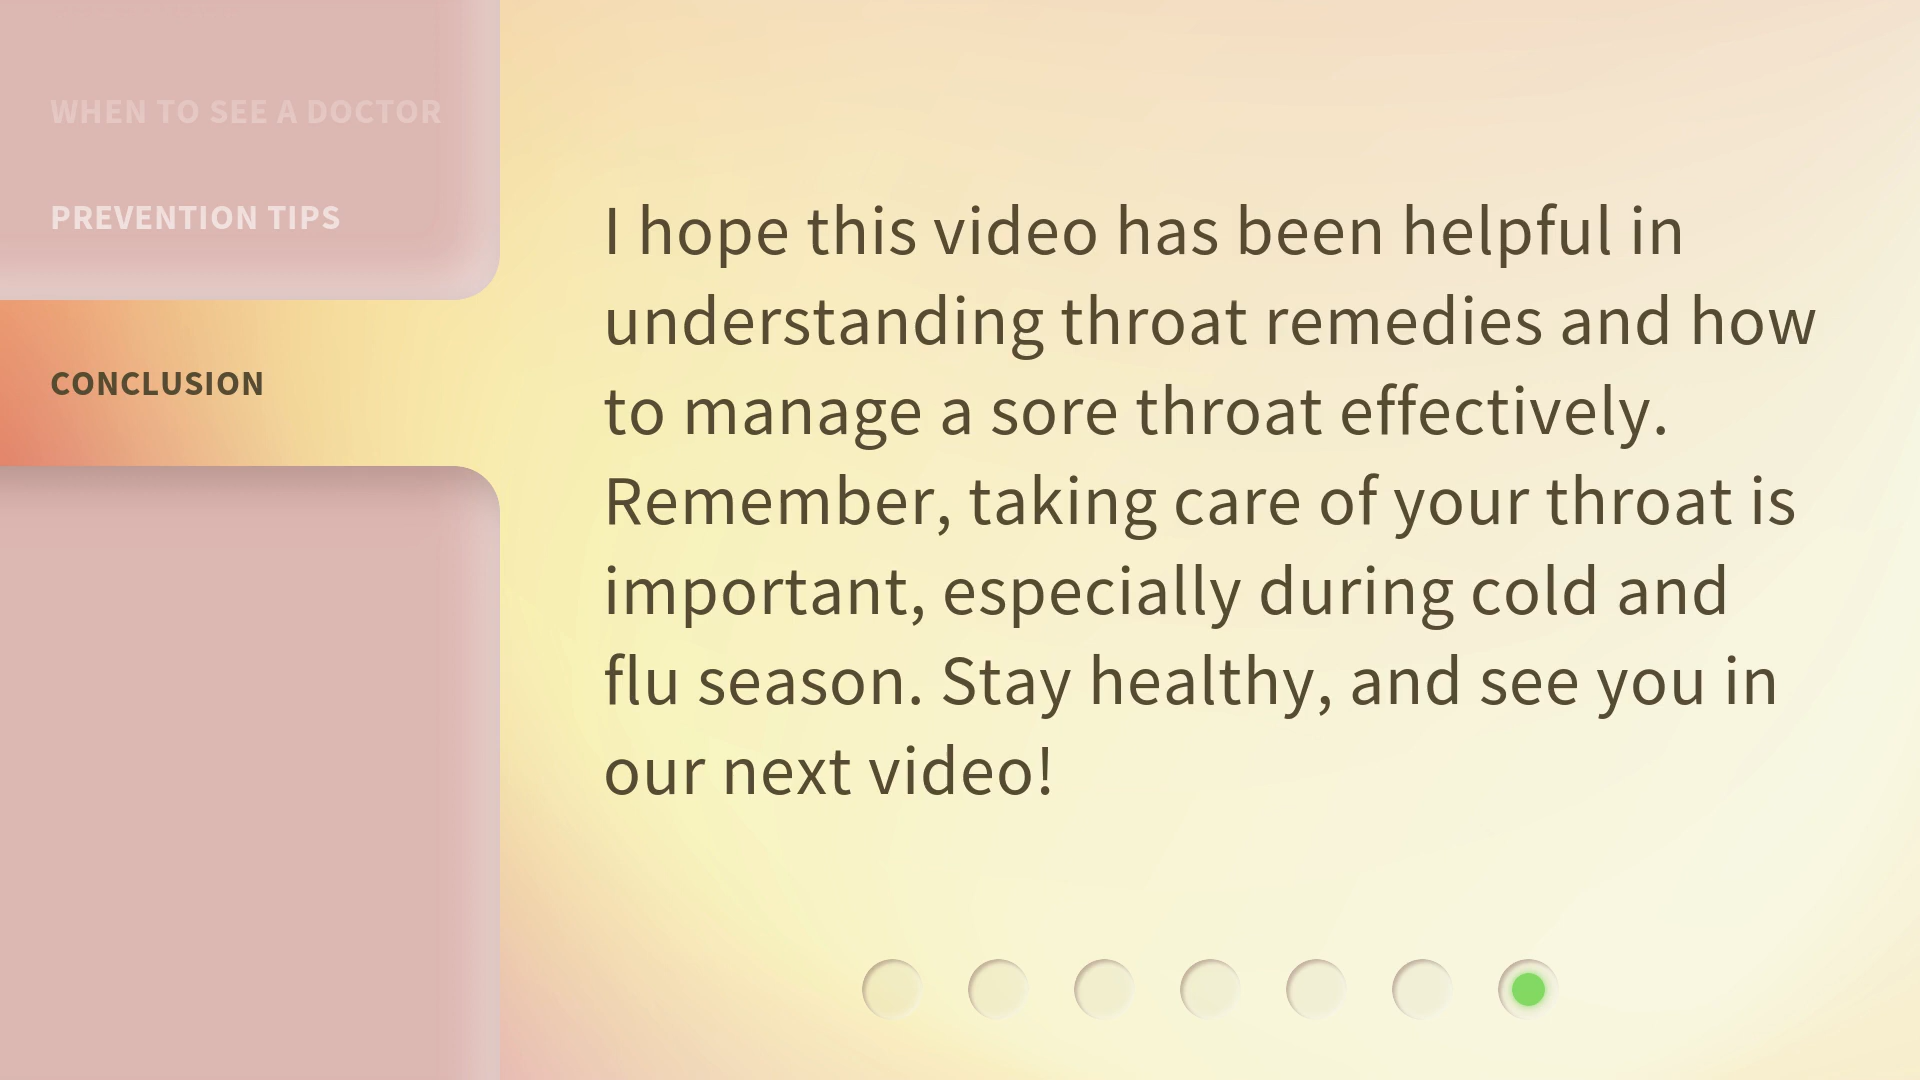 WHEN TO SEE A DOCTOR
PREVENTION TIPS
CONCLUSION
I hope this video has been helpful in
understanding throat remedies and how
to manage a sore throat effectively.
Remember, taking care of your throat is
important, especially during cold and
flu season. Stay healthy, and see you in
our next video!